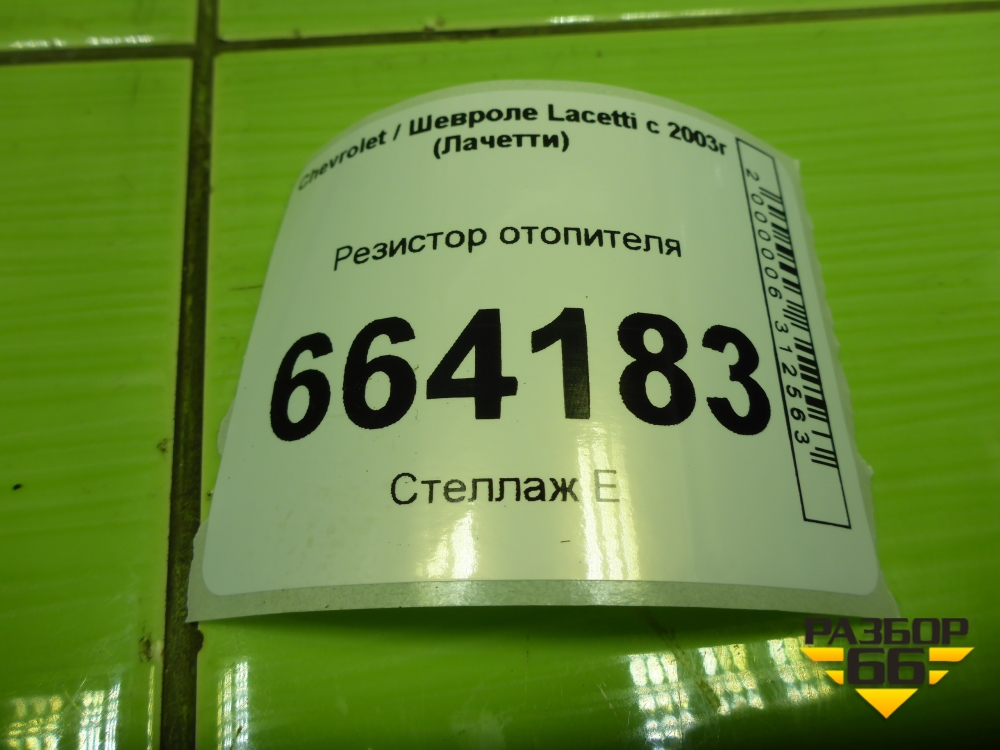 Chevrolet / Шевроле Lacetti с 2003г
(Лачетти)
Резистор отопителя
664183
Стеллаж Е
2000006312563
РАЗБОР
66